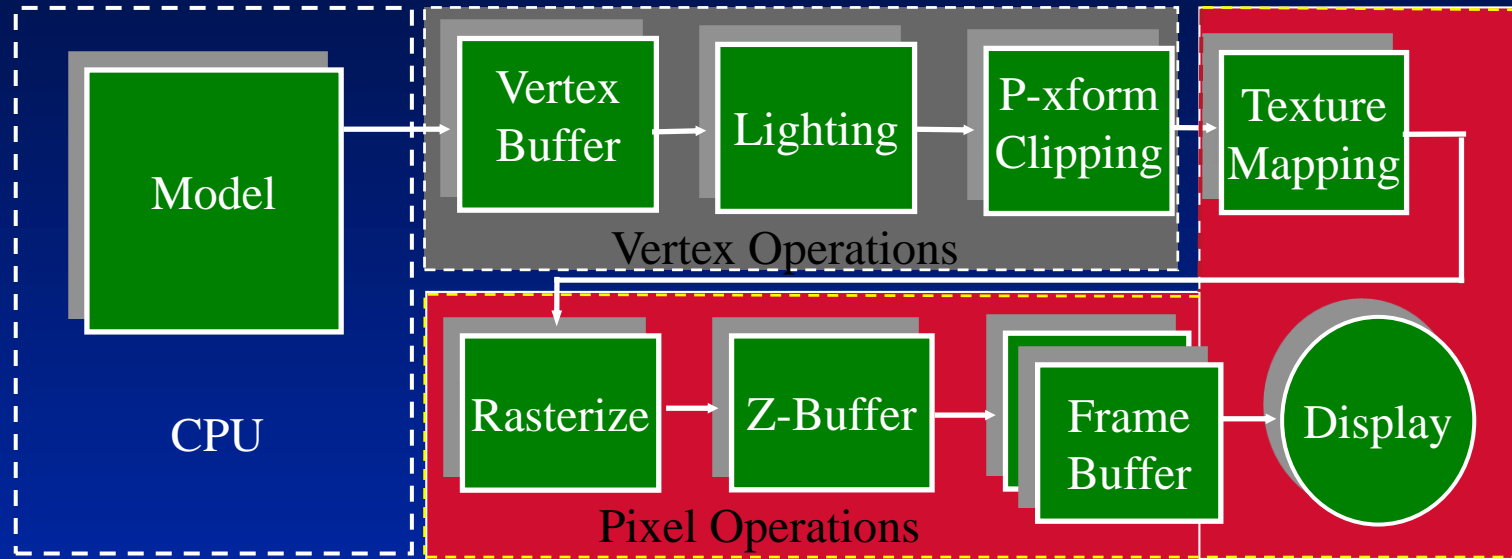 Model
CPU
Vertex
Buffer
Lighting
P-xform
Clipping
Vertex Operations
Texture
Mapping
Rasterize
Z-Buffer
Frame
Buffer
Display
Pixel Operations